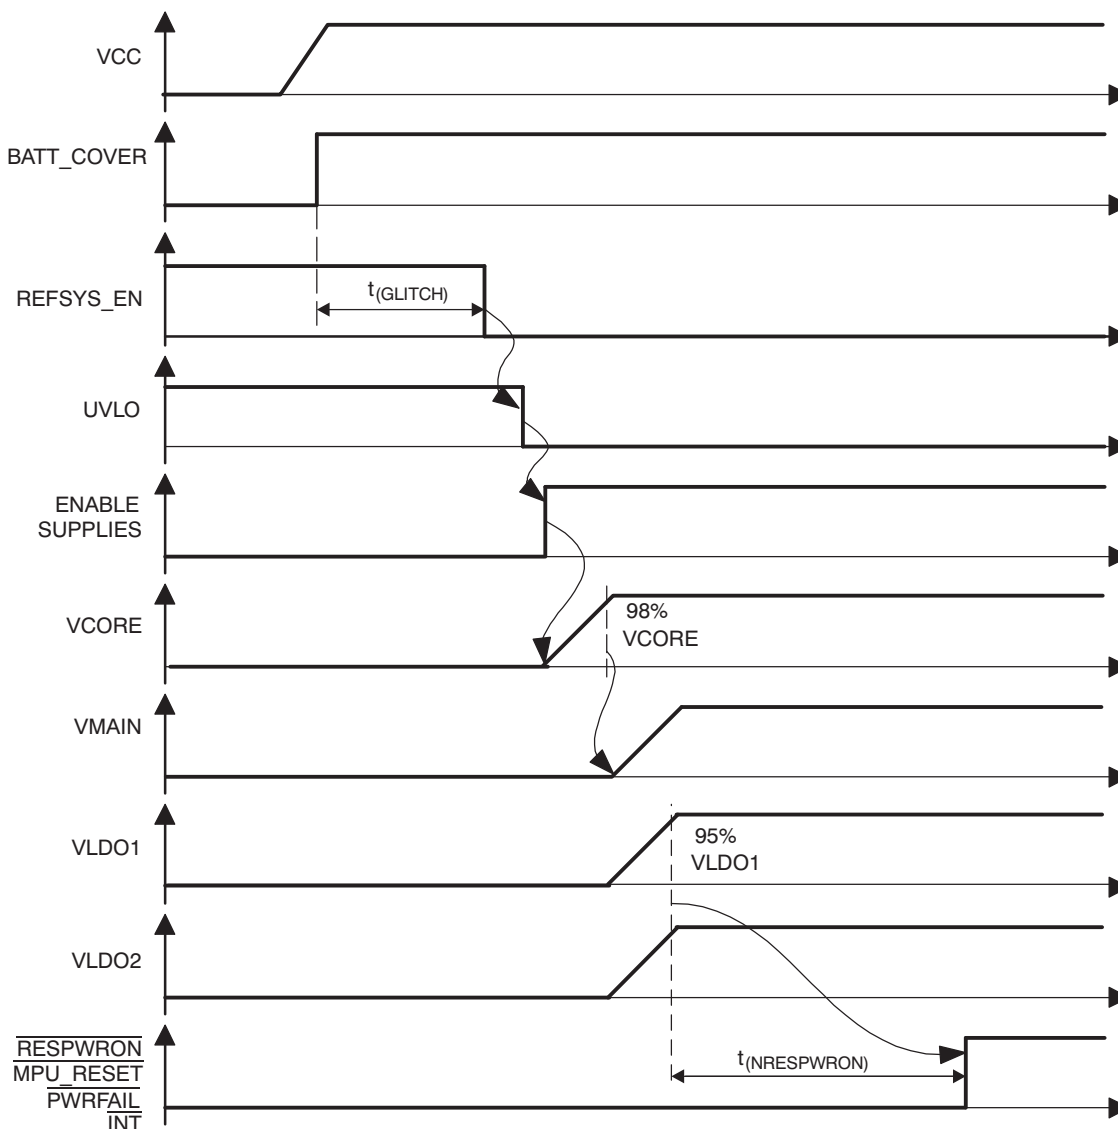 VCC
BATT_COVER
REFSYS_EN
t(GLITCH)
UVLO
ENABLE
SUPPLIES
VCORE
98%
VCORE
VMAIN
VLDO1
95%
VLDO1
VLDO2
RESPWRON
MPU_RESET
PWRFAIL
INT
t(NRESPWRON)